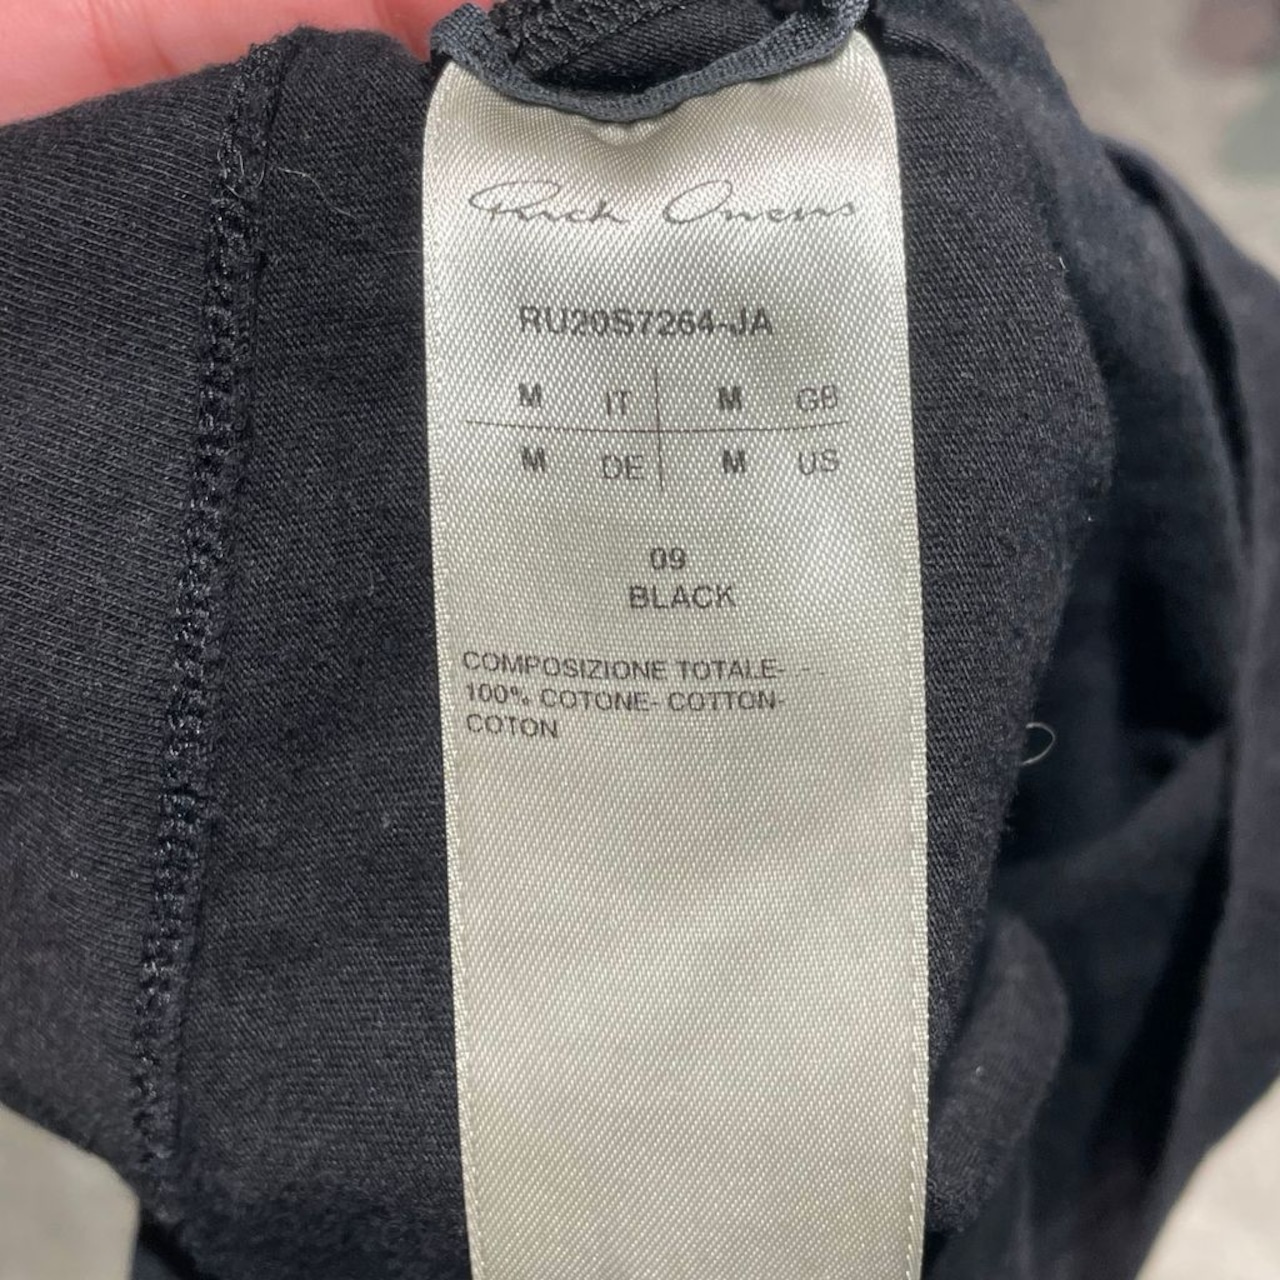 Rick Owens
RU20S7264-JA
M IT M GB
M DE M US
09
BLACK
COMPOSIZIONE TOTALE- -
100% COTONE- COTTON-
COTON